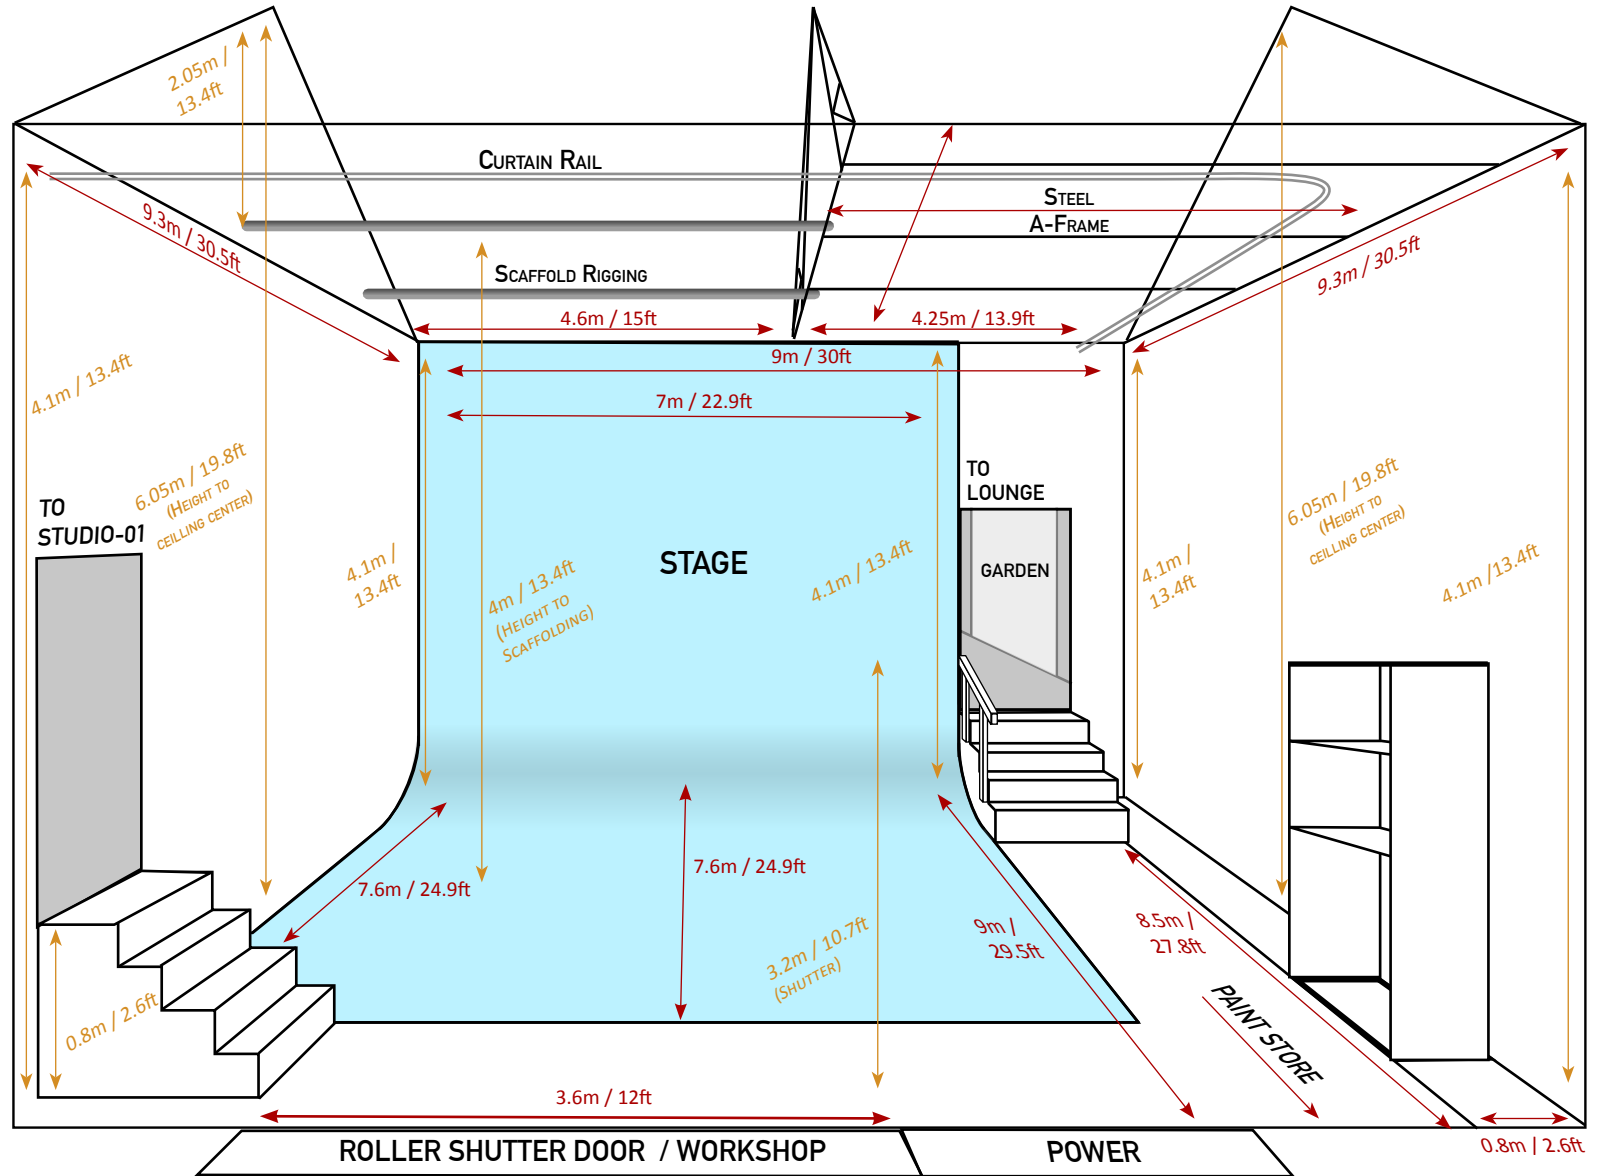 2.05m /
13.4ft
CURTAIN RAIL
STEEL
A-FRAME
9.3m / 30.5ft
9.3m / 30.5ft
SCAFFOLD RIGGING
4.6m / 15ft
4.25m / 13.9ft
9m / 30ft
7m / 22.9ft
4.1m / 13.4ft
6.05m / 19.8ft
(HEIGHT TO
CEILLING CENTER)
TO
STUDIO-01
4.1m /
13.4ft
4m / 13.4ft
(HEIGHT TO
SCAFFOLDING)
STAGE
4.1m / 13.4ft
TO
LOUNGE
GARDEN
4.1m /
13.4ft
6.05m / 19.8ft
(HEIGHT TO
CEILLING CENTER)
4.1m /13.4ft
7.6m / 24.9ft
7.6m / 24.9ft
9m /
29.5ft
8.5m /
27.8ft
3.2m / 10.7ft
(SHUTTER)
0.8m / 2.6ft
PAINT STORE
3.6m / 12ft
0.8m / 2.6ft
ROLLER SHUTTER DOOR / WORKSHOP
POWER